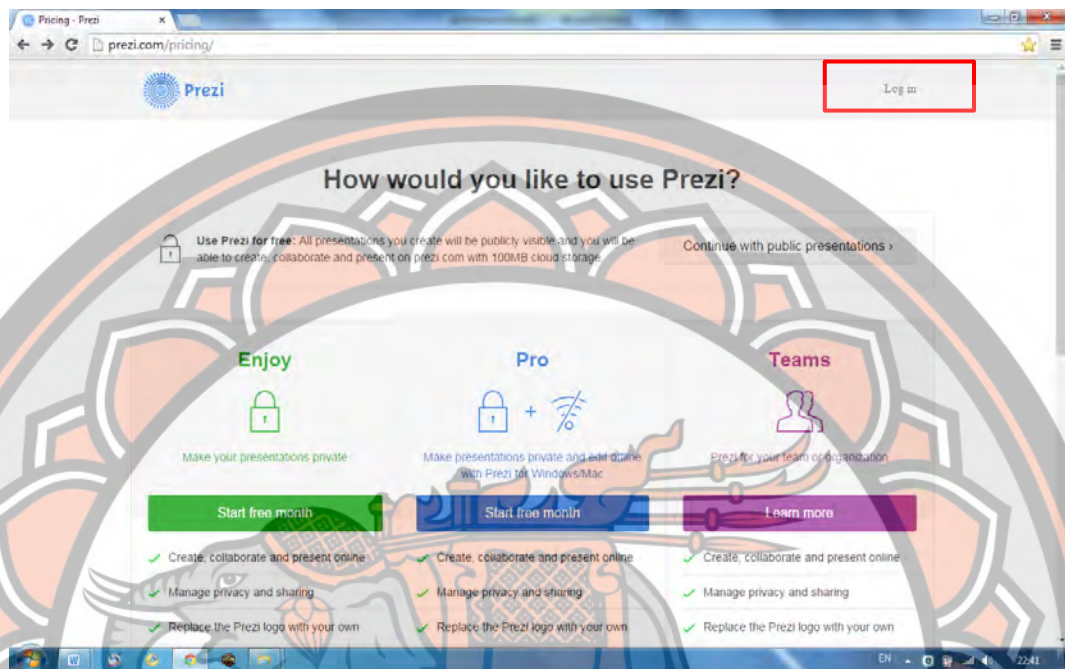 Pricing - Prezi
prezi.com/pricing/
Prezi
Log in
How would you like to use Prezi?
Use Prezi for free: All presentations you create will be publicly visible and you will be
able to create, collaborate and present on prezi.com with 100MB cloud storage
Continue with public presentations ›
Enjoy
Make your presentations private
Start free month
Create, collaborate and present online
Manage privacy and sharing
Replace the Prezi logo with your own
Pro
Make presentations private and edit offline
with Prezi for Windows/Mac
Start free month
Create, collaborate and present online
Manage privacy and sharing
Replace the Prezi logo with your own
Teams
Prezi for your team or organization
Learn more
Create, collaborate and present online
Manage privacy and sharing
Replace the Prezi logo with your own
EN
22:41